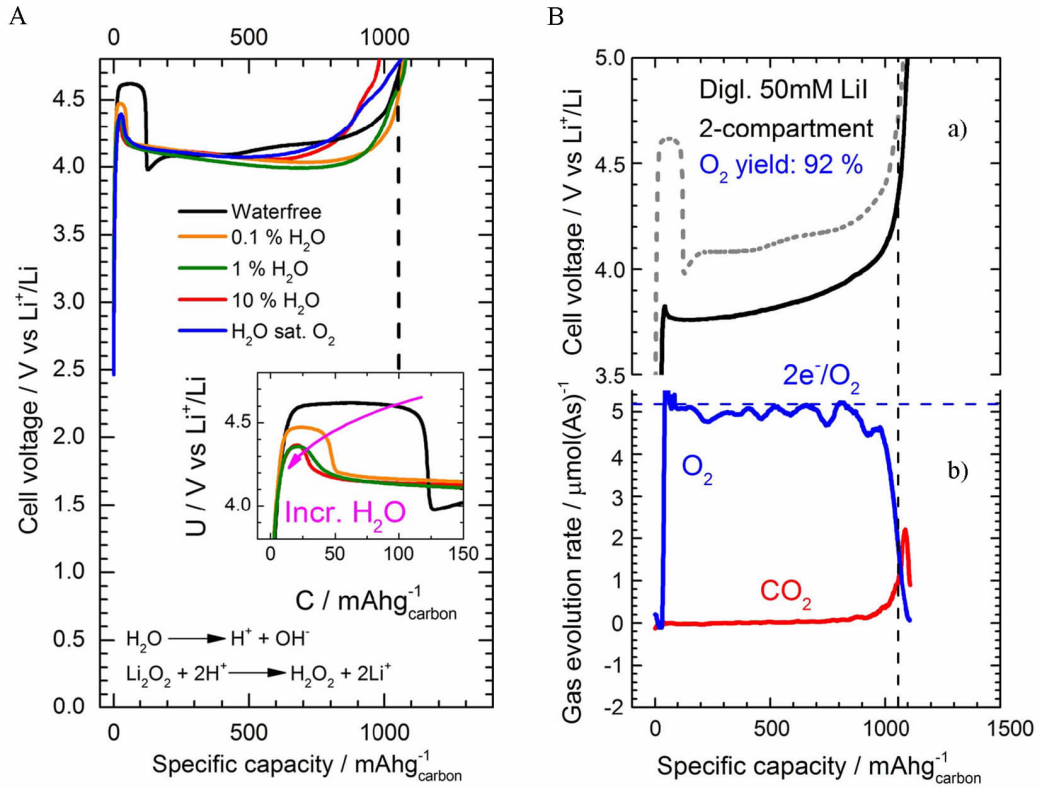 A
0 500 1000
4.5
4.0
3.5
3.0
2.5
2.0
1.5
1.0
0.5
0.0
Cell voltage / V vs Li⁺/Li
Waterfree
0.1 % H₂O
1 % H₂O
10 % H₂O
H₂O sat. O₂
U / V vs Li⁺/Li
4.5
4.0
Incr. H₂O
0 50 100 150
C / mAhg⁻¹carbon
H₂O → H⁺ + OH⁻
Li₂O₂ + 2H⁺ → H₂O₂ + 2Li⁺
0 500 1000
Specific capacity / mAhg⁻¹carbon
B
5.0
4.5
4.0
3.5
Cell voltage / V vs Li⁺/Li
Digl. 50mM LiI
2-compartment
O₂ yield: 92 %
a)
2e⁻/O₂
5
4
3
2
1
0
-1
-2
Gas evolution rate / µmol(As)⁻¹
O₂
b)
CO₂
0 500 1000 1500
Specific capacity / mAhg⁻¹carbon